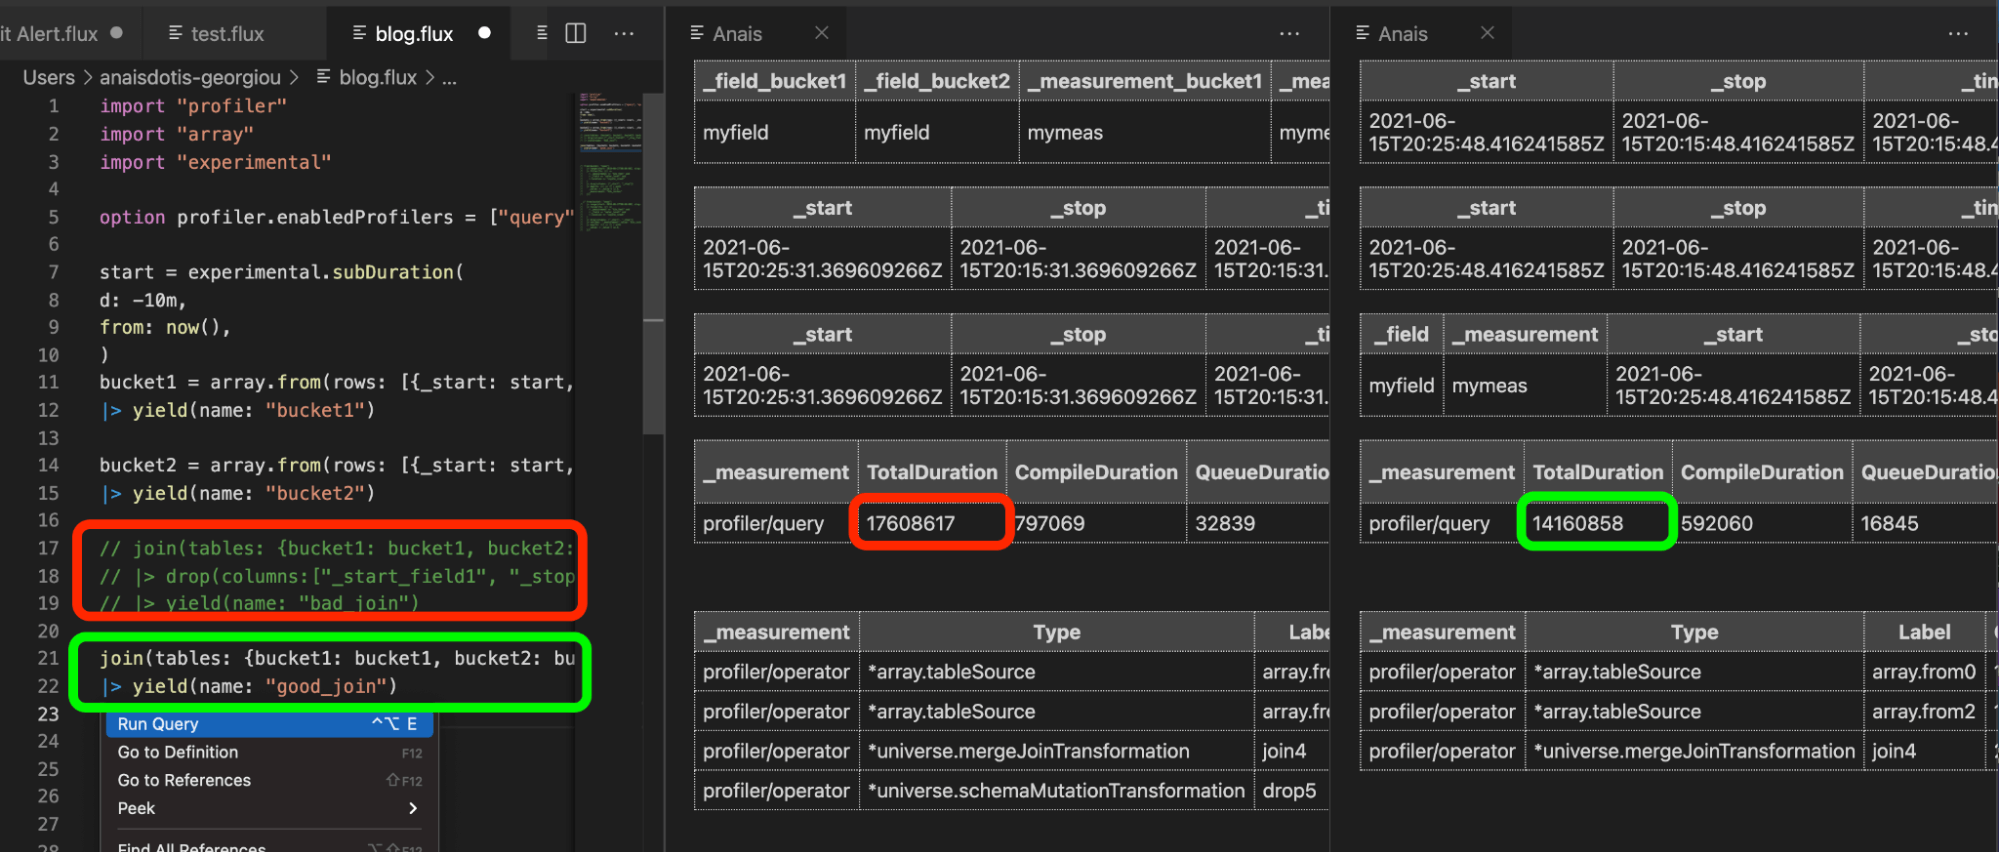 it Alert.flux
test.flux
blog.flux
Users > anaisdotis-georgiou > blog.flux > ...
1 import "profiler"
2 import "array"
3 import "experimental"
4
5 option profiler.enabledProfilers = ["query"
6
7 start = experimental.subDuration(
8 d: -10m,
9 from: now(),
10 )
11 bucket1 = array.from(rows: [{_start: start,
12 |> yield(name: "bucket1")
13
14 bucket2 = array.from(rows: [{_start: start,
15 |> yield(name: "bucket2")
16
17 // join(tables: {bucket1: bucket1, bucket2:
18 // |> drop(columns:["_start_field1", "_stop
19 // |> yield(name: "bad_join")
20
21 join(tables: {bucket1: bucket1, bucket2: bu
22 |> yield(name: "good_join")
23
24
25
26
27
28
Run Query ^⌥ E
Go to Definition F12
Go to References ⇧F12
Peek >
Find All References ⌥⇧F12
Anais
_field_bucket1 _field_bucket2 _measurement_bucket1 _mea
myfield myfield mymeas myme
_start _stop _ti
2021-06- 2021-06- 2021-06-
15T20:25:31.369609266Z 15T20:15:31.369609266Z 15T20:15:31.
_start _stop _ti
2021-06- 2021-06- 2021-06-
15T20:25:31.369609266Z 15T20:15:31.369609266Z 15T20:15:31.
_measurement TotalDuration CompileDuration QueueDuratio
profiler/query 17608617 797069 32839
_measurement Type Labe
profiler/operator *array.tableSource array.fr
profiler/operator *array.tableSource array.fr
profiler/operator *universe.mergeJoinTransformation join4
profiler/operator *universe.schemaMutationTransformation drop5
Anais
_start _stop _tin
2021-06- 2021-06- 2021-06-
15T20:25:48.416241585Z 15T20:15:48.416241585Z 15T20:15:48.4
_start _stop _tin
2021-06- 2021-06- 2021-06-
15T20:25:48.416241585Z 15T20:15:48.416241585Z 15T20:15:48.4
_field _measurement _start _sto
myfield mymeas 2021-06- 2021-06-
15T20:25:48.416241585Z 15T20:15:48.4
_measurement TotalDuration CompileDuration QueueDuratio
profiler/query 14160858 592060 16845
_measurement Type Label
profiler/operator *array.tableSource array.from0
profiler/operator *array.tableSource array.from2
profiler/operator *universe.mergeJoinTransformation join4